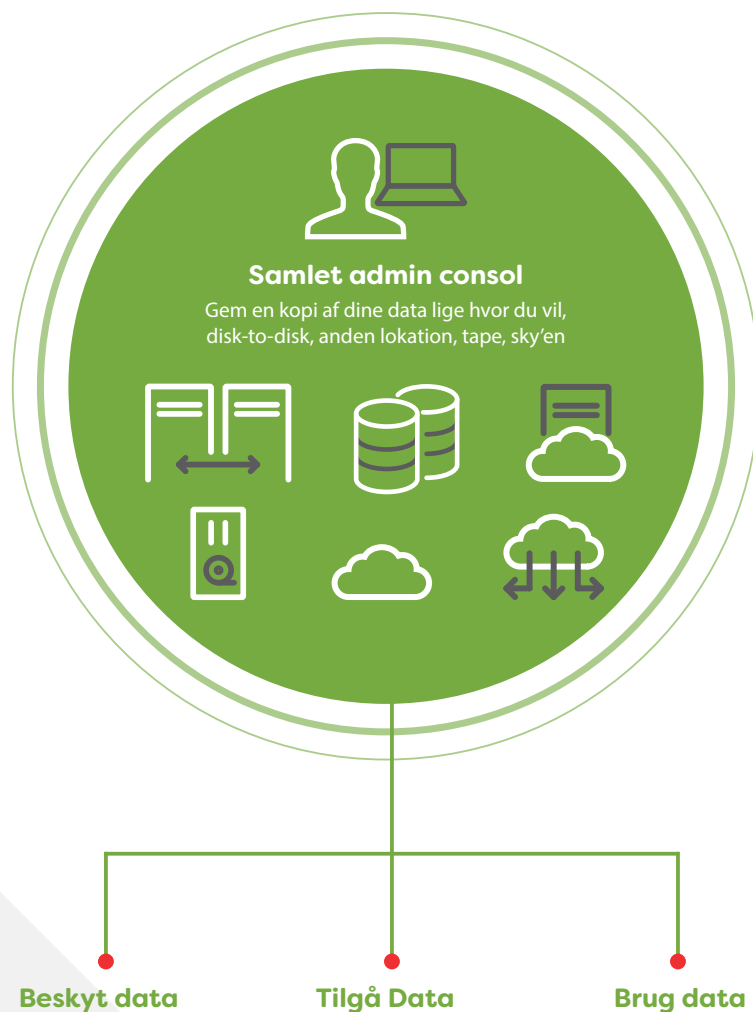 Samlet admin consol
Gem en kopi af dine data lige hvor du vil,
disk-to-disk, anden lokation, tape, sky’en
Beskyt data
Tilgå Data
Brug data